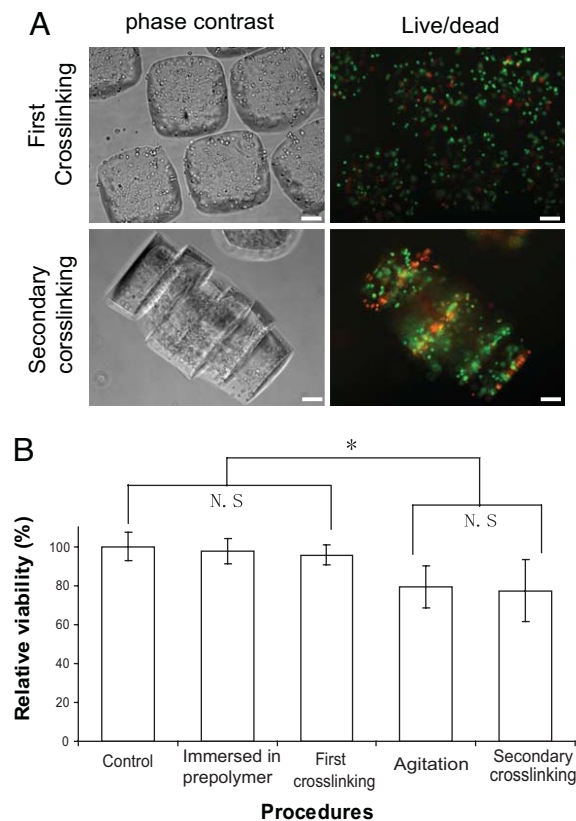 A
phase contrast
Live/dead
First
Crosslinking
Secondary
corsslinking
B
*
N.S
N.S
Relative viability (%)
100
80
60
40
20
0
Control
Immersed in
prepolymer
First
crosslinking
Agitation
Secondary
crosslinking
Procedures